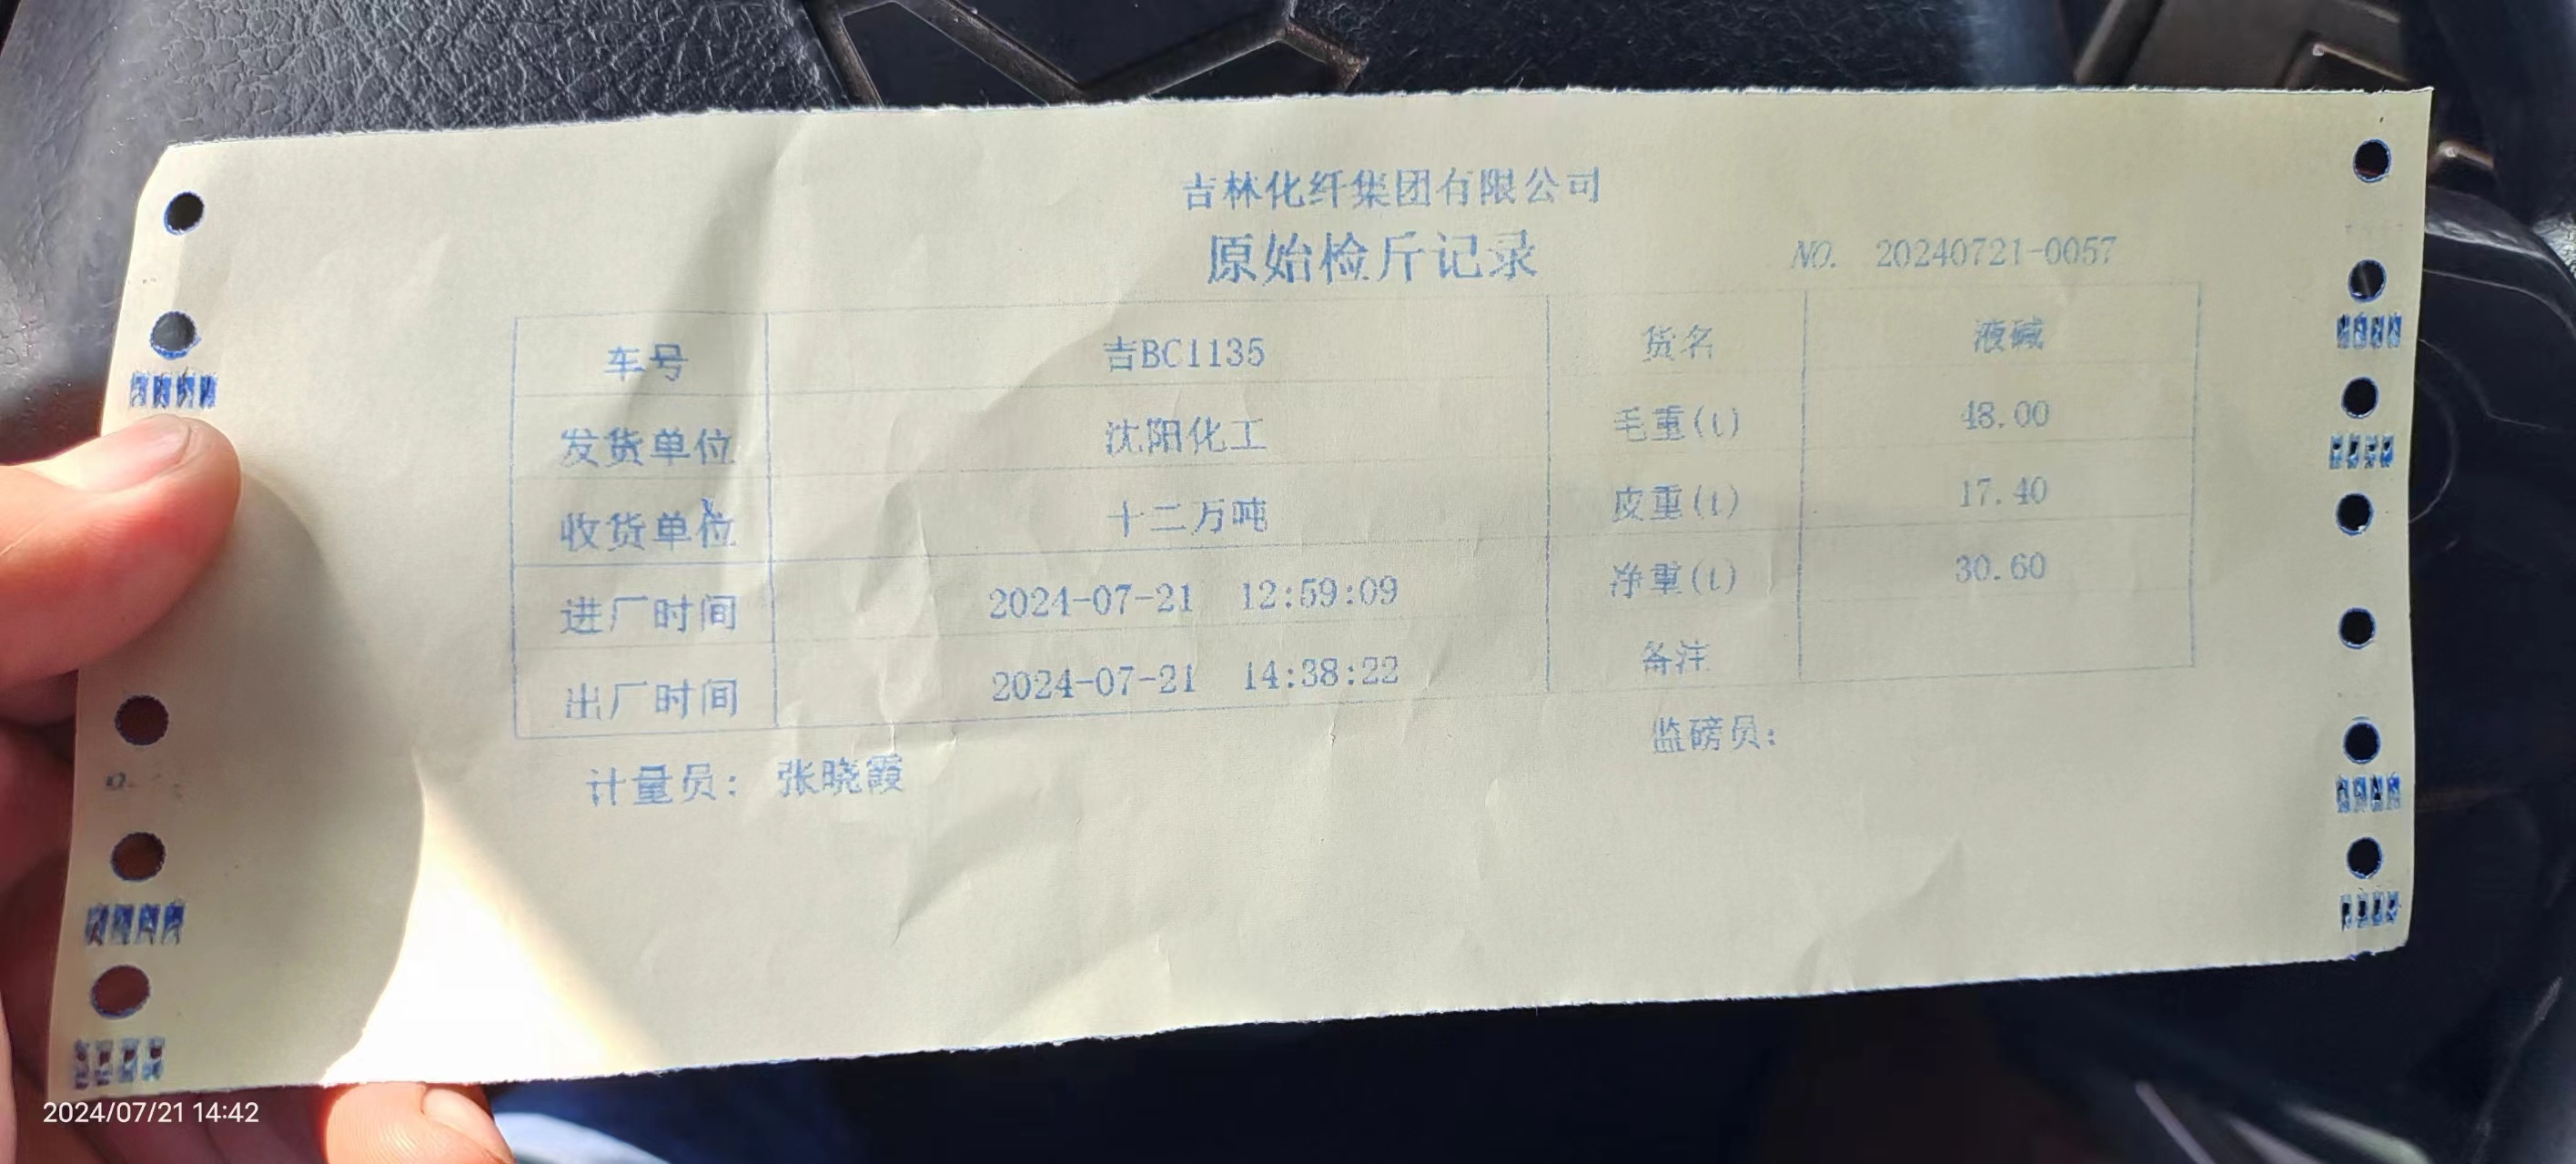 吉林化纤集团有限公司
原始检斤记录
NO. 20240721-0057
车号 吉BC1135 货名 液碱
发货单位 沈阳化工 毛重(t) 48.00
收货单位 十二万吨 皮重(t) 17.40
进厂时间 2024-07-21 12:59:09 净重(t) 30.60
出厂时间 2024-07-21 14:38:22 备注
计量员: 张晓霞 监磅员:
2024/07/21 14:42